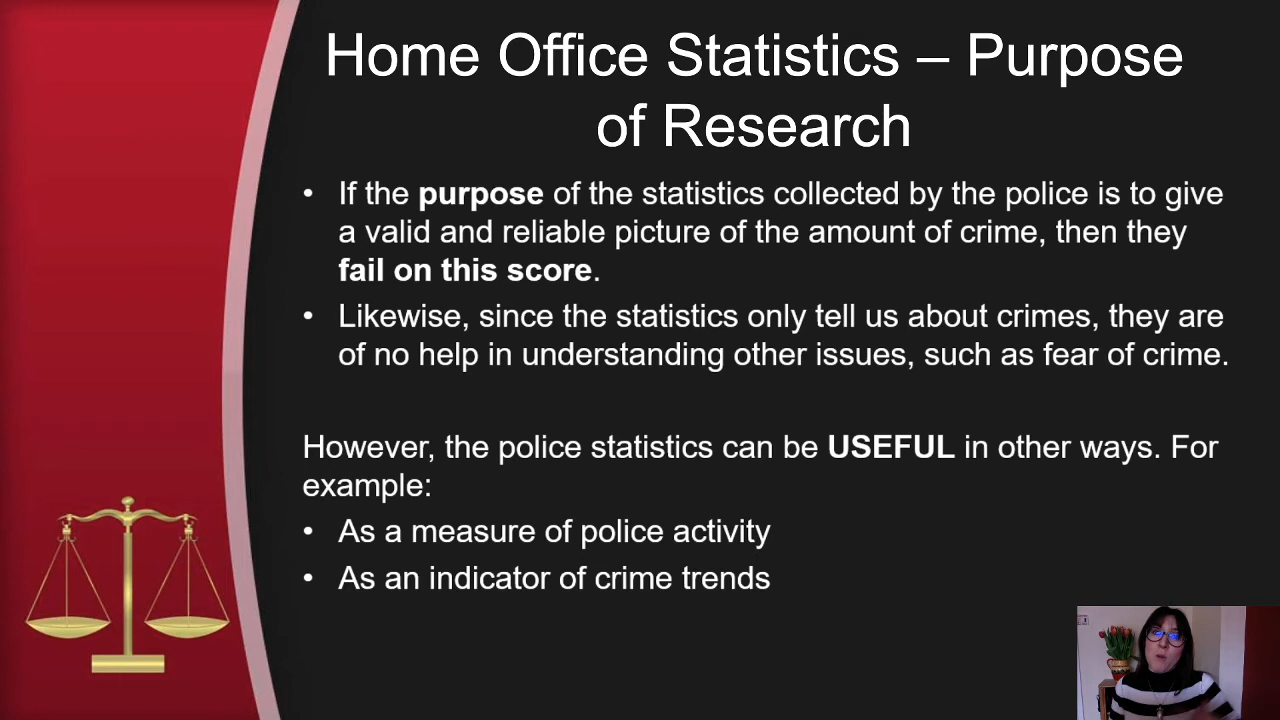 Home Office Statistics – Purpose
of Research
• If the purpose of the statistics collected by the police is to give
a valid and reliable picture of the amount of crime, then they
fail on this score.
• Likewise, since the statistics only tell us about crimes, they are
of no help in understanding other issues, such as fear of crime.
However, the police statistics can be USEFUL in other ways. For
example:
• As a measure of police activity
• As an indicator of crime trends